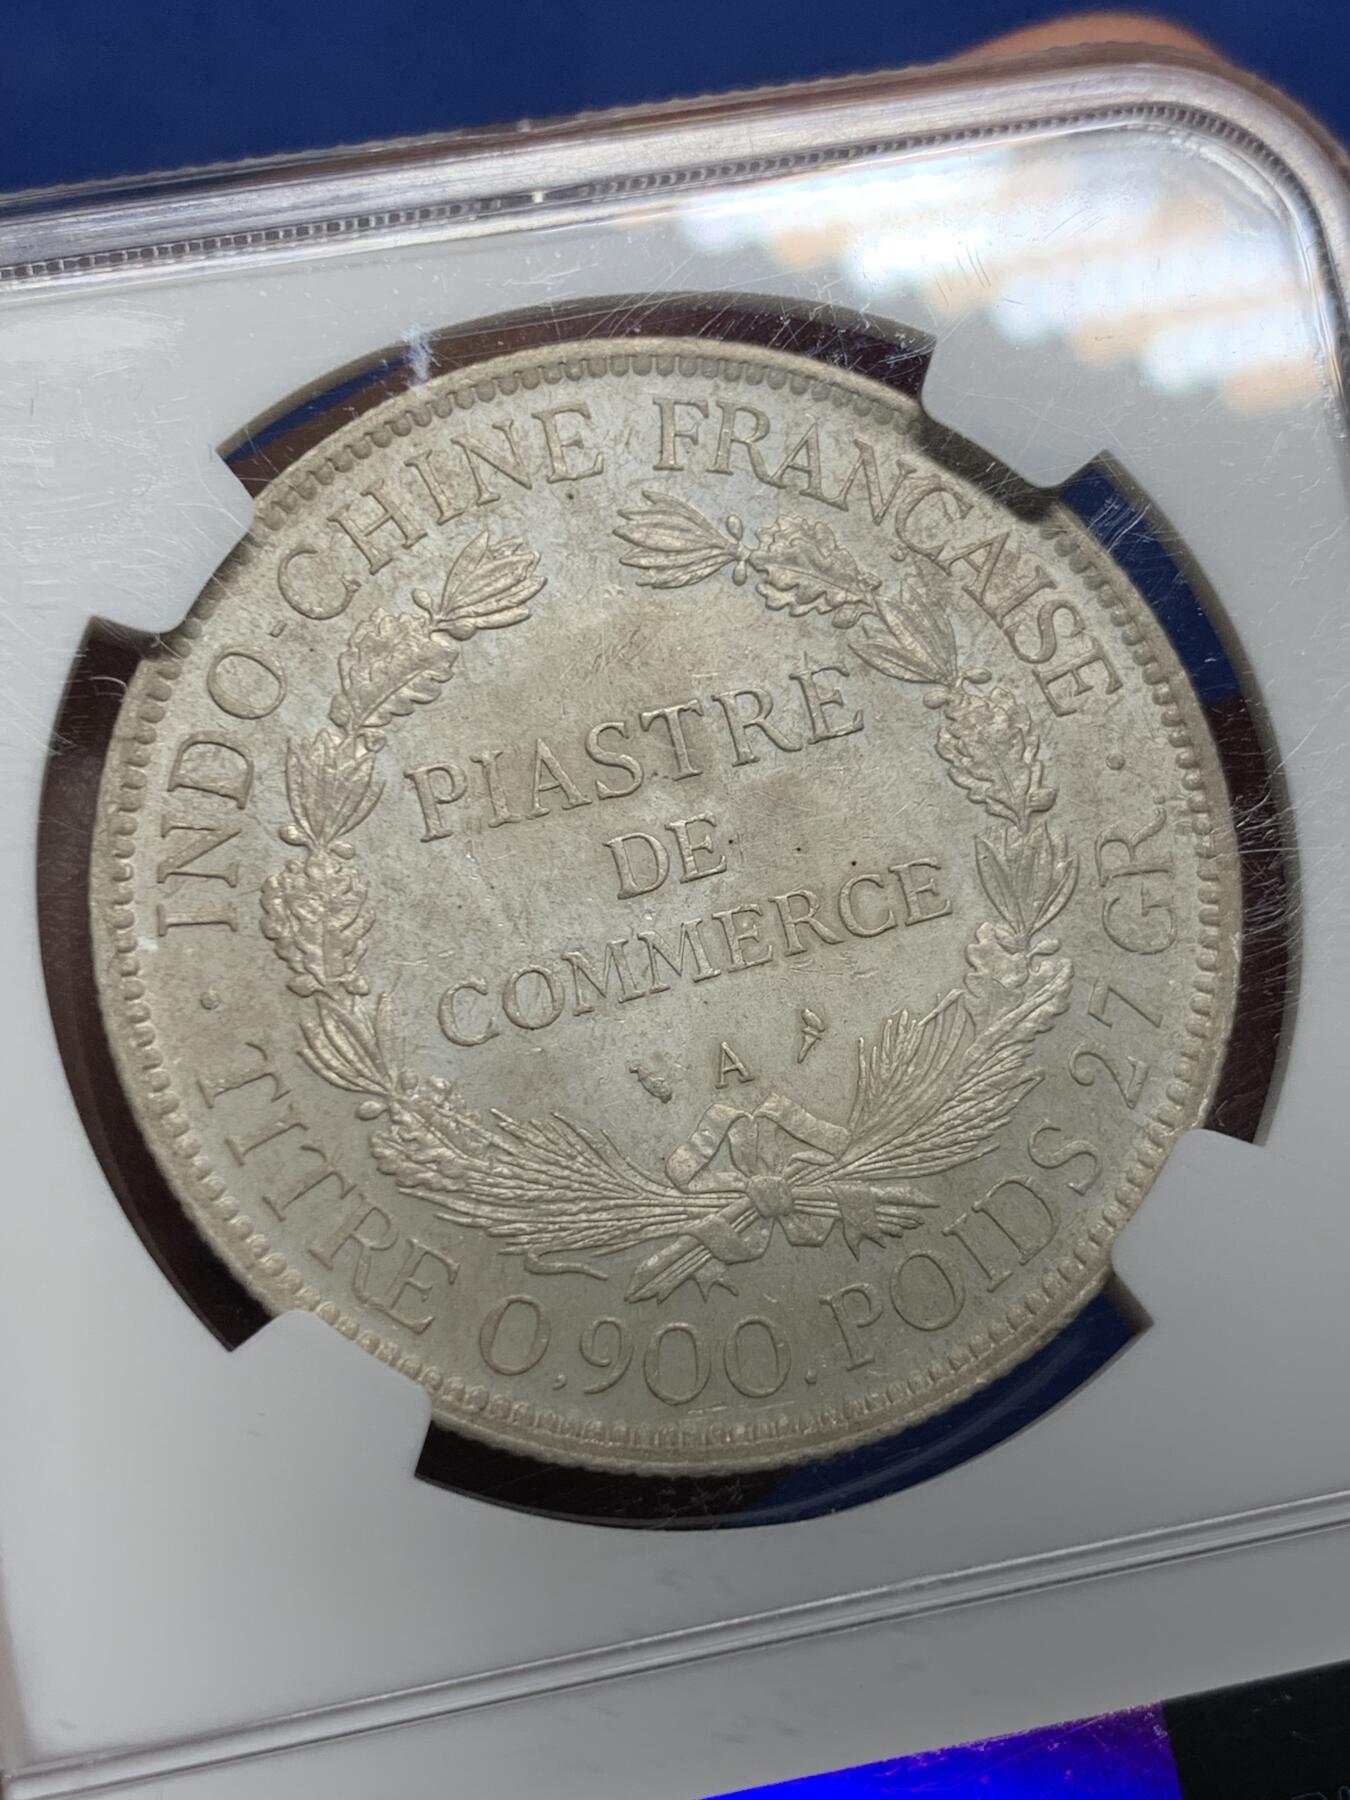 INDO-CHINE FRANÇAISE
PIASTRE
DE
COMMERCE
A
TITRE 0,900. POIDS 27 GR.